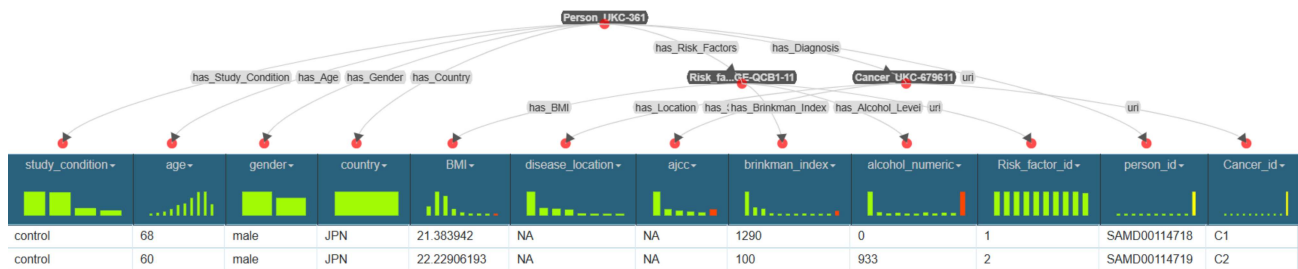 Person_UKC-361
has_Risk_Factors has_Diagnosis
has_Study_Condition has_Age has_Gender has_Country Risk_fa...GE-QCB1-11 Cancer_UKC-679611 uri
has_BMI has_Location has_Brinkman_Index has_Alcohol_Level uri uri
study_condition age gender country BMI disease_location ajcc brinkman_index alcohol_numeric Risk_factor_id person_id Cancer_id
control 68 male JPN 21.383942 NA NA 1290 0 1 SAMD00114718 C1
control 60 male JPN 22.22906193 NA NA 100 933 2 SAMD00114719 C2